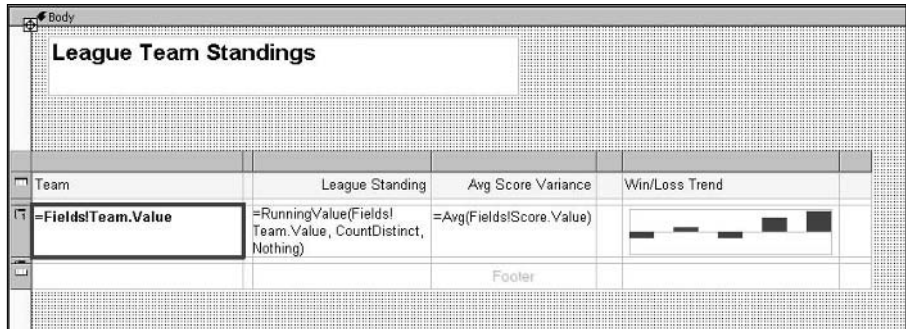 Body
League Team Standings
Team League Standing Avg Score Variance Win/Loss Trend
=Fields!Team.Value
=RunningValue(Fields!
Team.Value, CountDistinct,
Nothing)
=Avg(Fields!Score.Value)
Footer